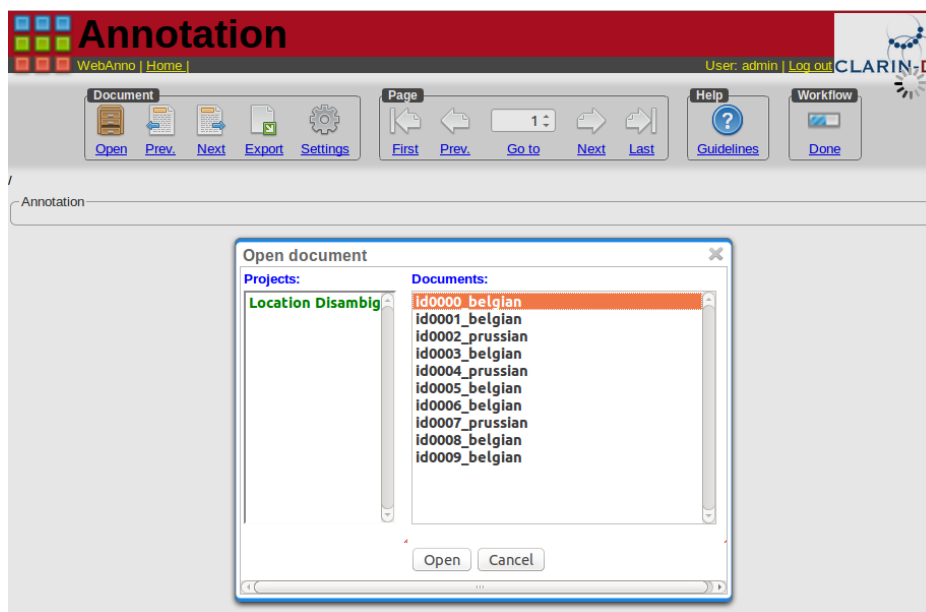 Annotation
WebAnno | Home |
User: admin | Log out
CLARIN-D
Document
Page
Help
Workflow
1
?
Open Prev. Next Export Settings
First Prev. Go to Next Last
Guidelines
Done
/
Annotation
Open document
Projects:
Documents:
Location Disambig
id0000_belgian
id0001_belgian
id0002_prussian
id0003_belgian
id0004_prussian
id0005_belgian
id0006_belgian
id0007_prussian
id0008_belgian
id0009_belgian
Open Cancel